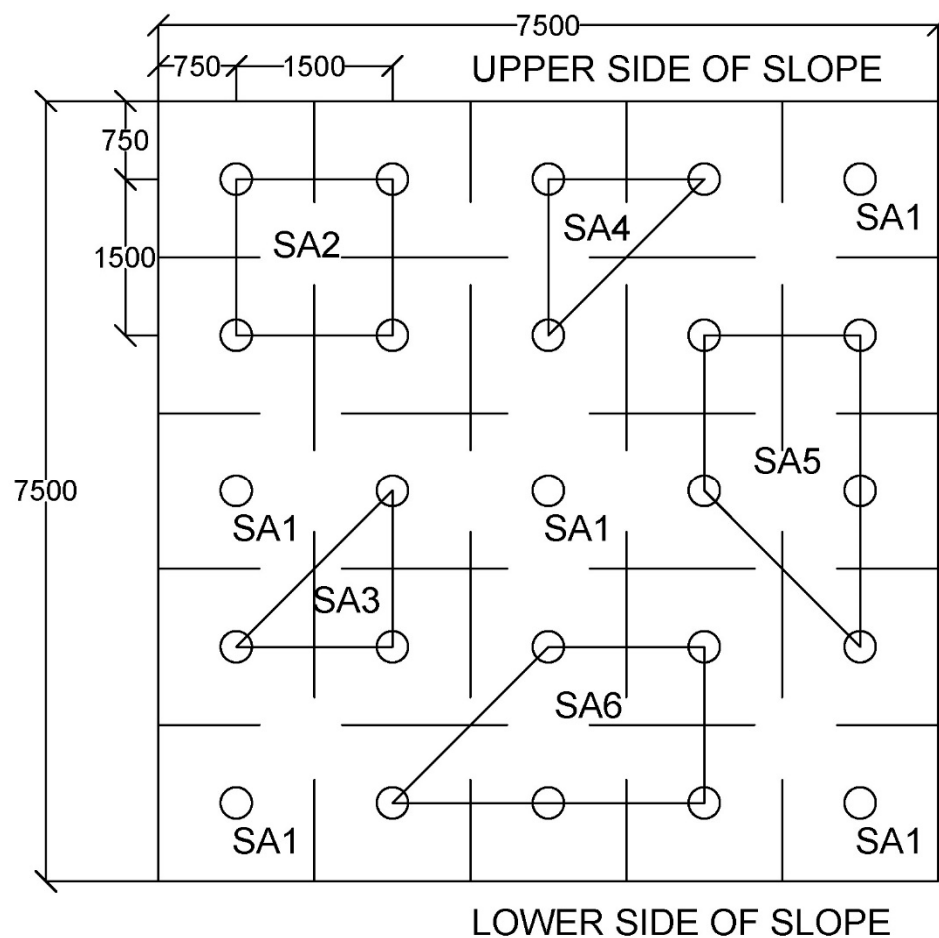 7500
750
1500
UPPER SIDE OF SLOPE
750
SA1
SA4
SA2
1500
SA5
7500
SA1
SA1
SA3
SA6
SA1
SA1
LOWER SIDE OF SLOPE